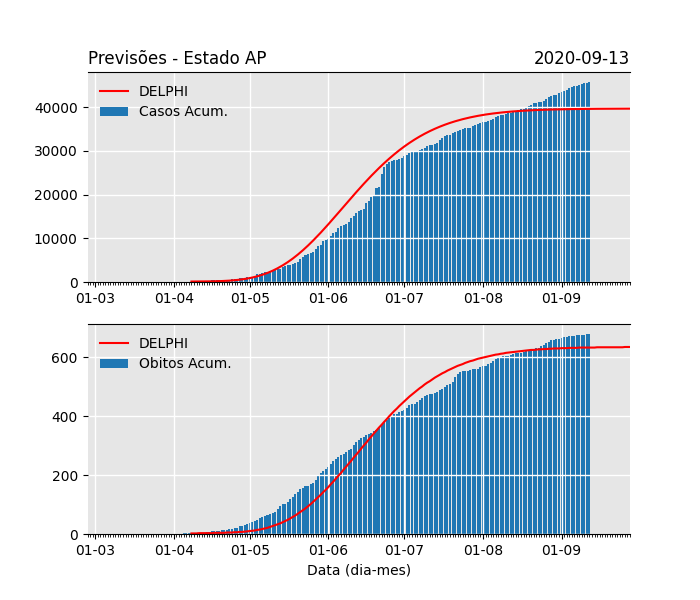 Previsões - Estado AP 2020-09-13
DELPHI
Casos Acum.
40000
30000
20000
10000
0
01-03 01-04 01-05 01-06 01-07 01-08 01-09
DELPHI
Obitos Acum.
600
400
200
0
01-03 01-04 01-05 01-06 01-07 01-08 01-09
Data (dia-mes)